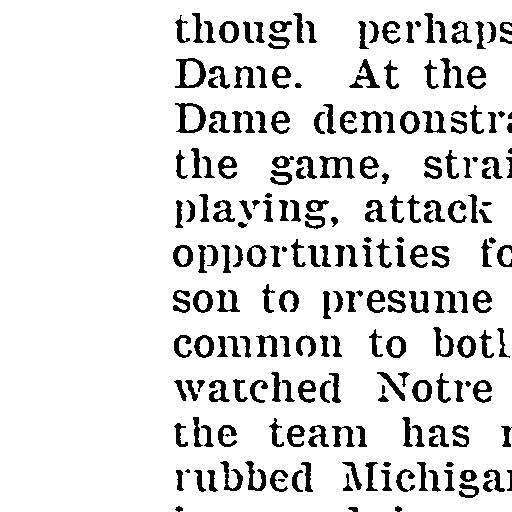 though perhaps
Dame. At the
Dame demonstra
the game, strai
playing, attack
opportunities fo
son to presume
common to both
watched Notre
the team has
rubbed Michigan